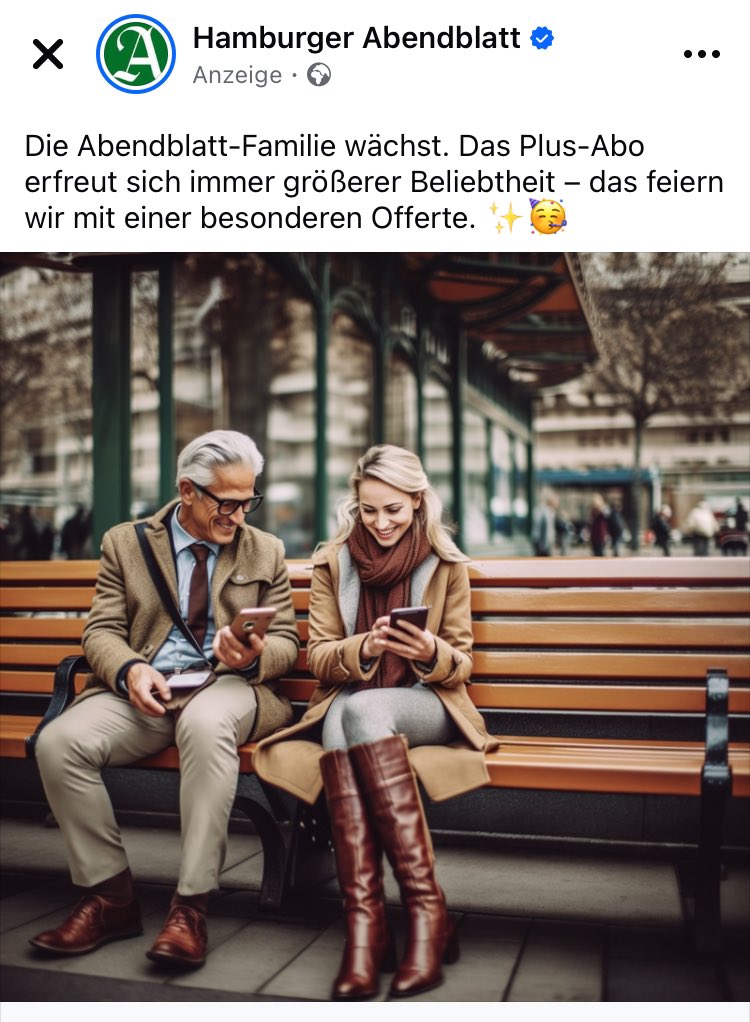 Hamburger Abendblatt
Anzeige ·
Die Abendblatt-Familie wächst. Das Plus-Abo
erfreut sich immer größerer Beliebtheit – das feiern
wir mit einer besonderen Offerte. ✨🥳